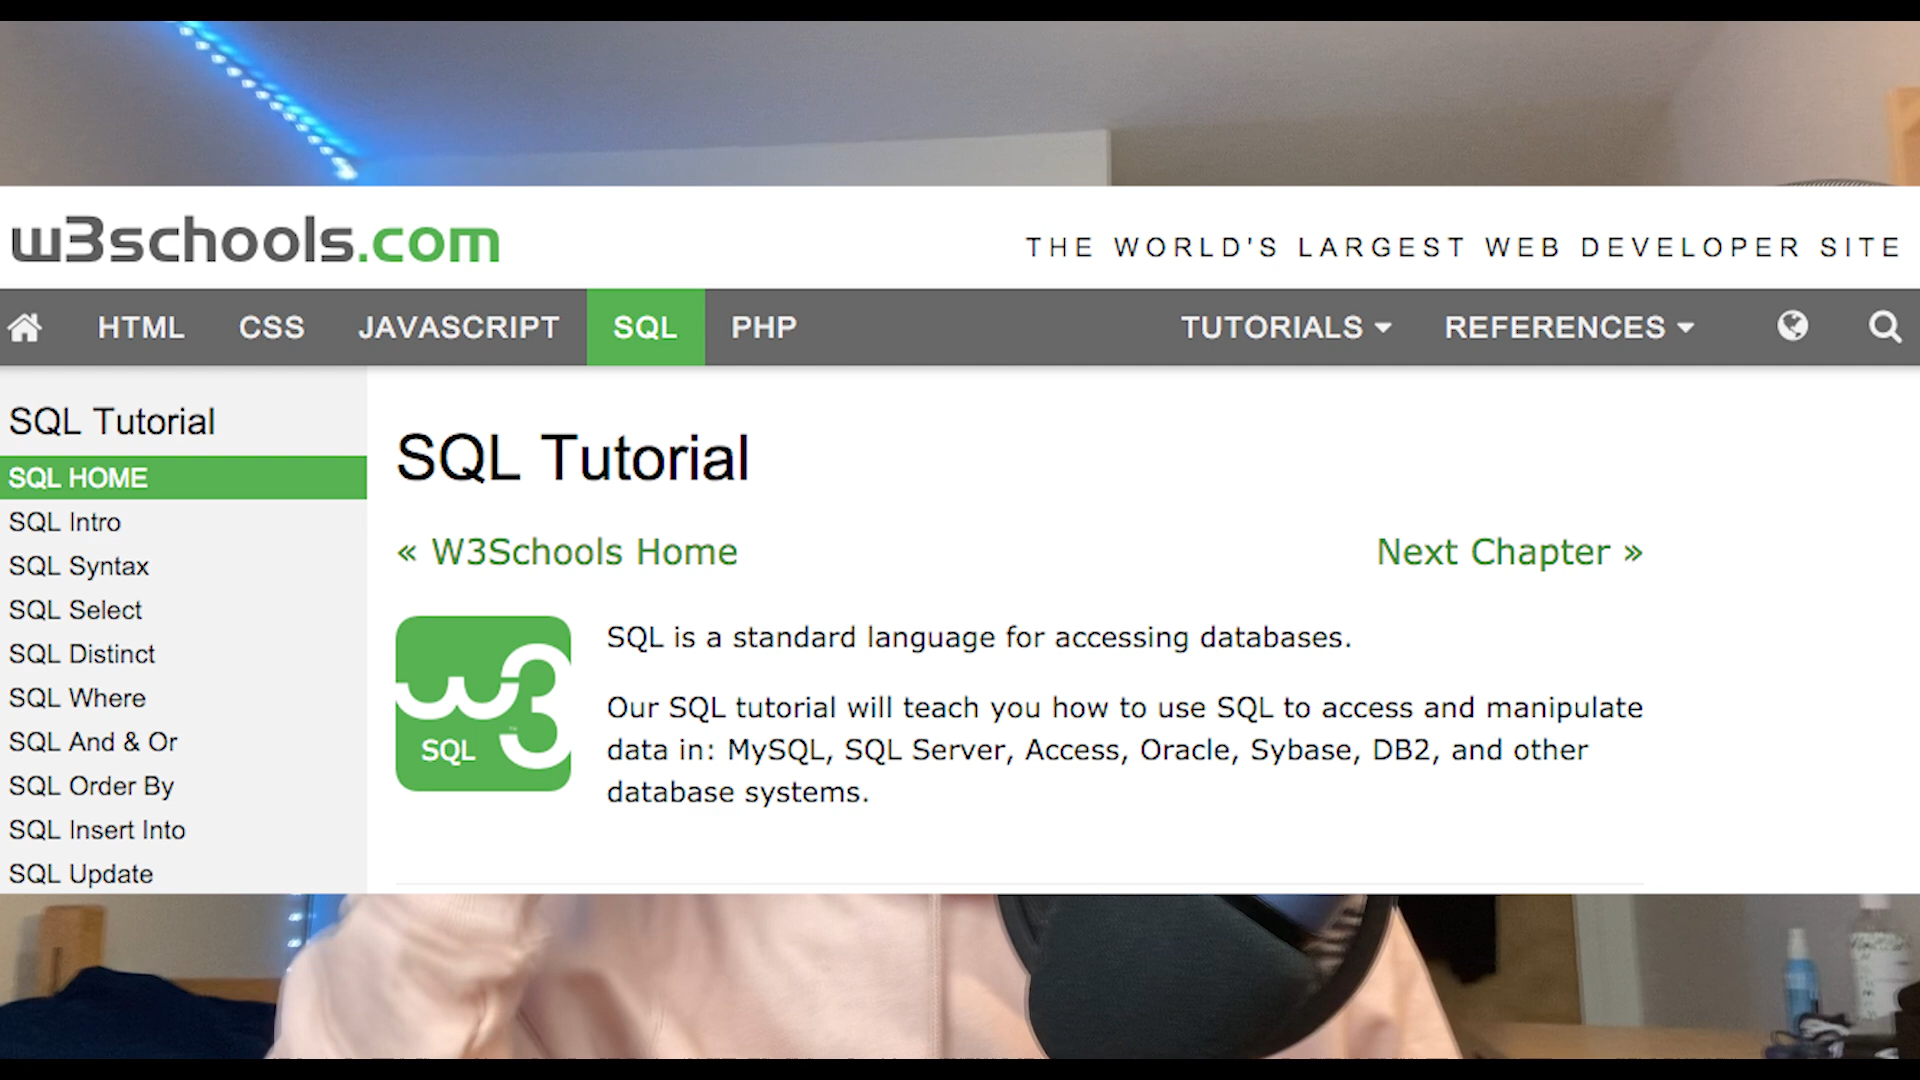 w3schools.com
THE WORLD'S LARGEST WEB DEVELOPER SITE
HTML CSS JAVASCRIPT SQL PHP TUTORIALS REFERENCES
SQL Tutorial
SQL HOME
SQL Intro
SQL Syntax
SQL Select
SQL Distinct
SQL Where
SQL And & Or
SQL Order By
SQL Insert Into
SQL Update
SQL Tutorial
« W3Schools Home
Next Chapter »
w3
SQL
SQL is a standard language for accessing databases.
Our SQL tutorial will teach you how to use SQL to access and manipulate
data in: MySQL, SQL Server, Access, Oracle, Sybase, DB2, and other
database systems.